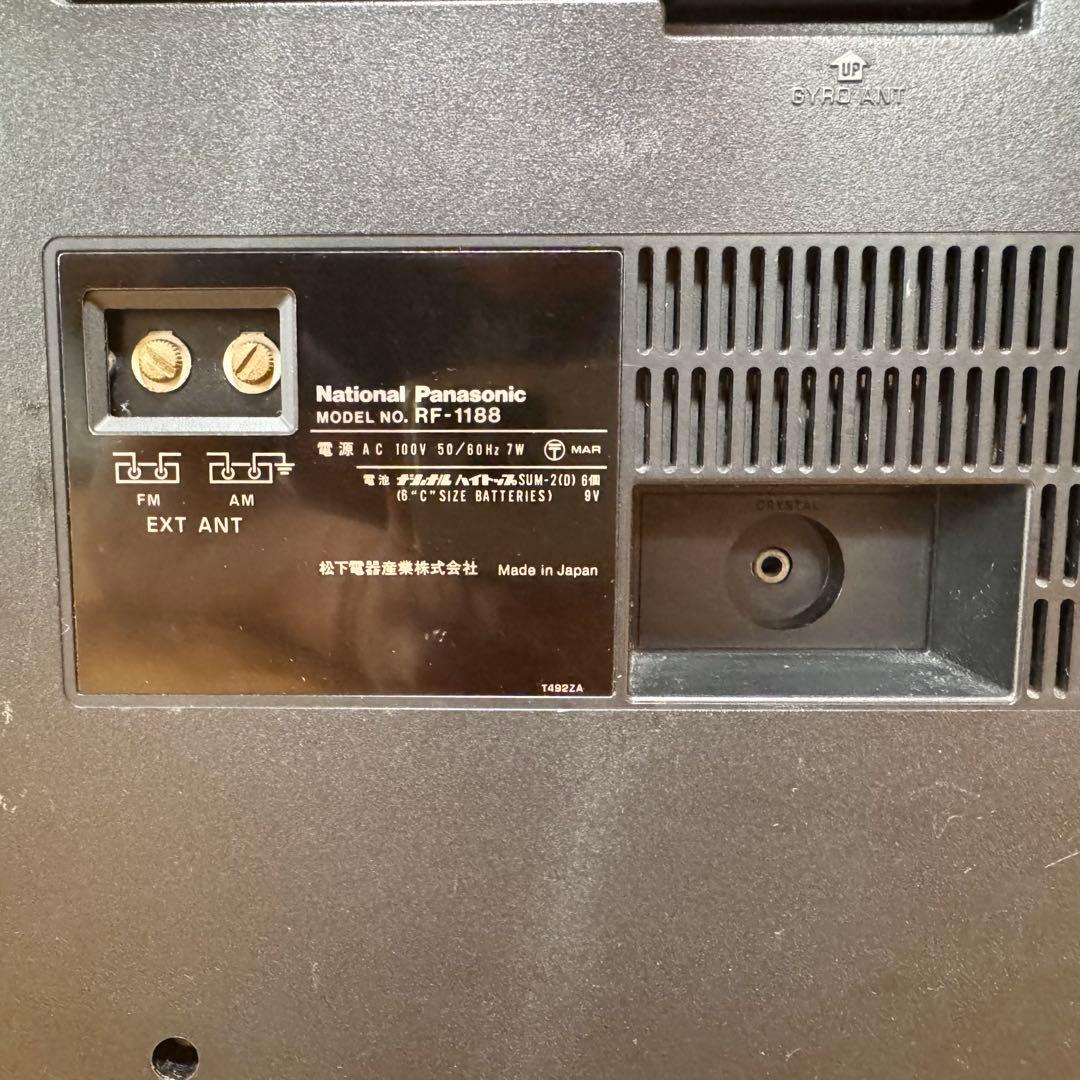 UP
GYRO ANT
National Panasonic
MODEL NO. RF-1188
電源 AC 100V 50/60Hz 7W 〒 MAR
電池 ナショナル ハイトップ SUM-2(D) 6個
(6 "C" SIZE BATTERIES) 9V
FM AM
EXT ANT
松下電器産業株式会社 Made in Japan
T492ZA
CRYSTAL